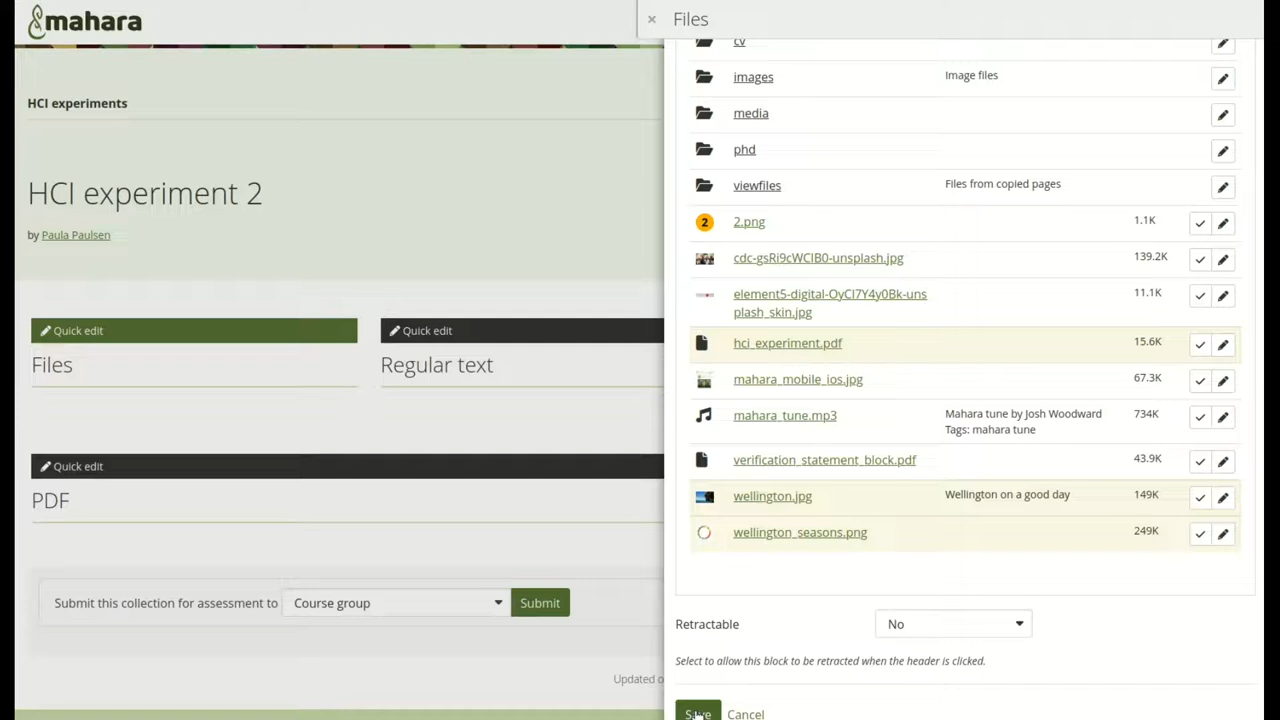 mahara
HCI experiments
HCI experiment 2
by Paula Paulsen
Quick edit
Files
Quick edit
Regular text
Quick edit
PDF
Submit this collection for assessment to
Course group
Submit
Updated o
× Files
cv
images Image files
media
phd
viewfiles Files from copied pages
2 2.png 1.1K
cdc-gsRi9cWCIB0-unsplash.jpg 139.2K
element5-digital-OyCl7Y4y0Bk-uns 11.1K
plash_skin.jpg
hci_experiment.pdf 15.6K
mahara_mobile_ios.jpg 67.3K
mahara_tune.mp3 Mahara tune by Josh Woodward 734K
Tags: mahara tune
verification_statement_block.pdf 43.9K
wellington.jpg Wellington on a good day 149K
wellington_seasons.png 249K
Retractable No
Select to allow this block to be retracted when the header is clicked.
Save Cancel